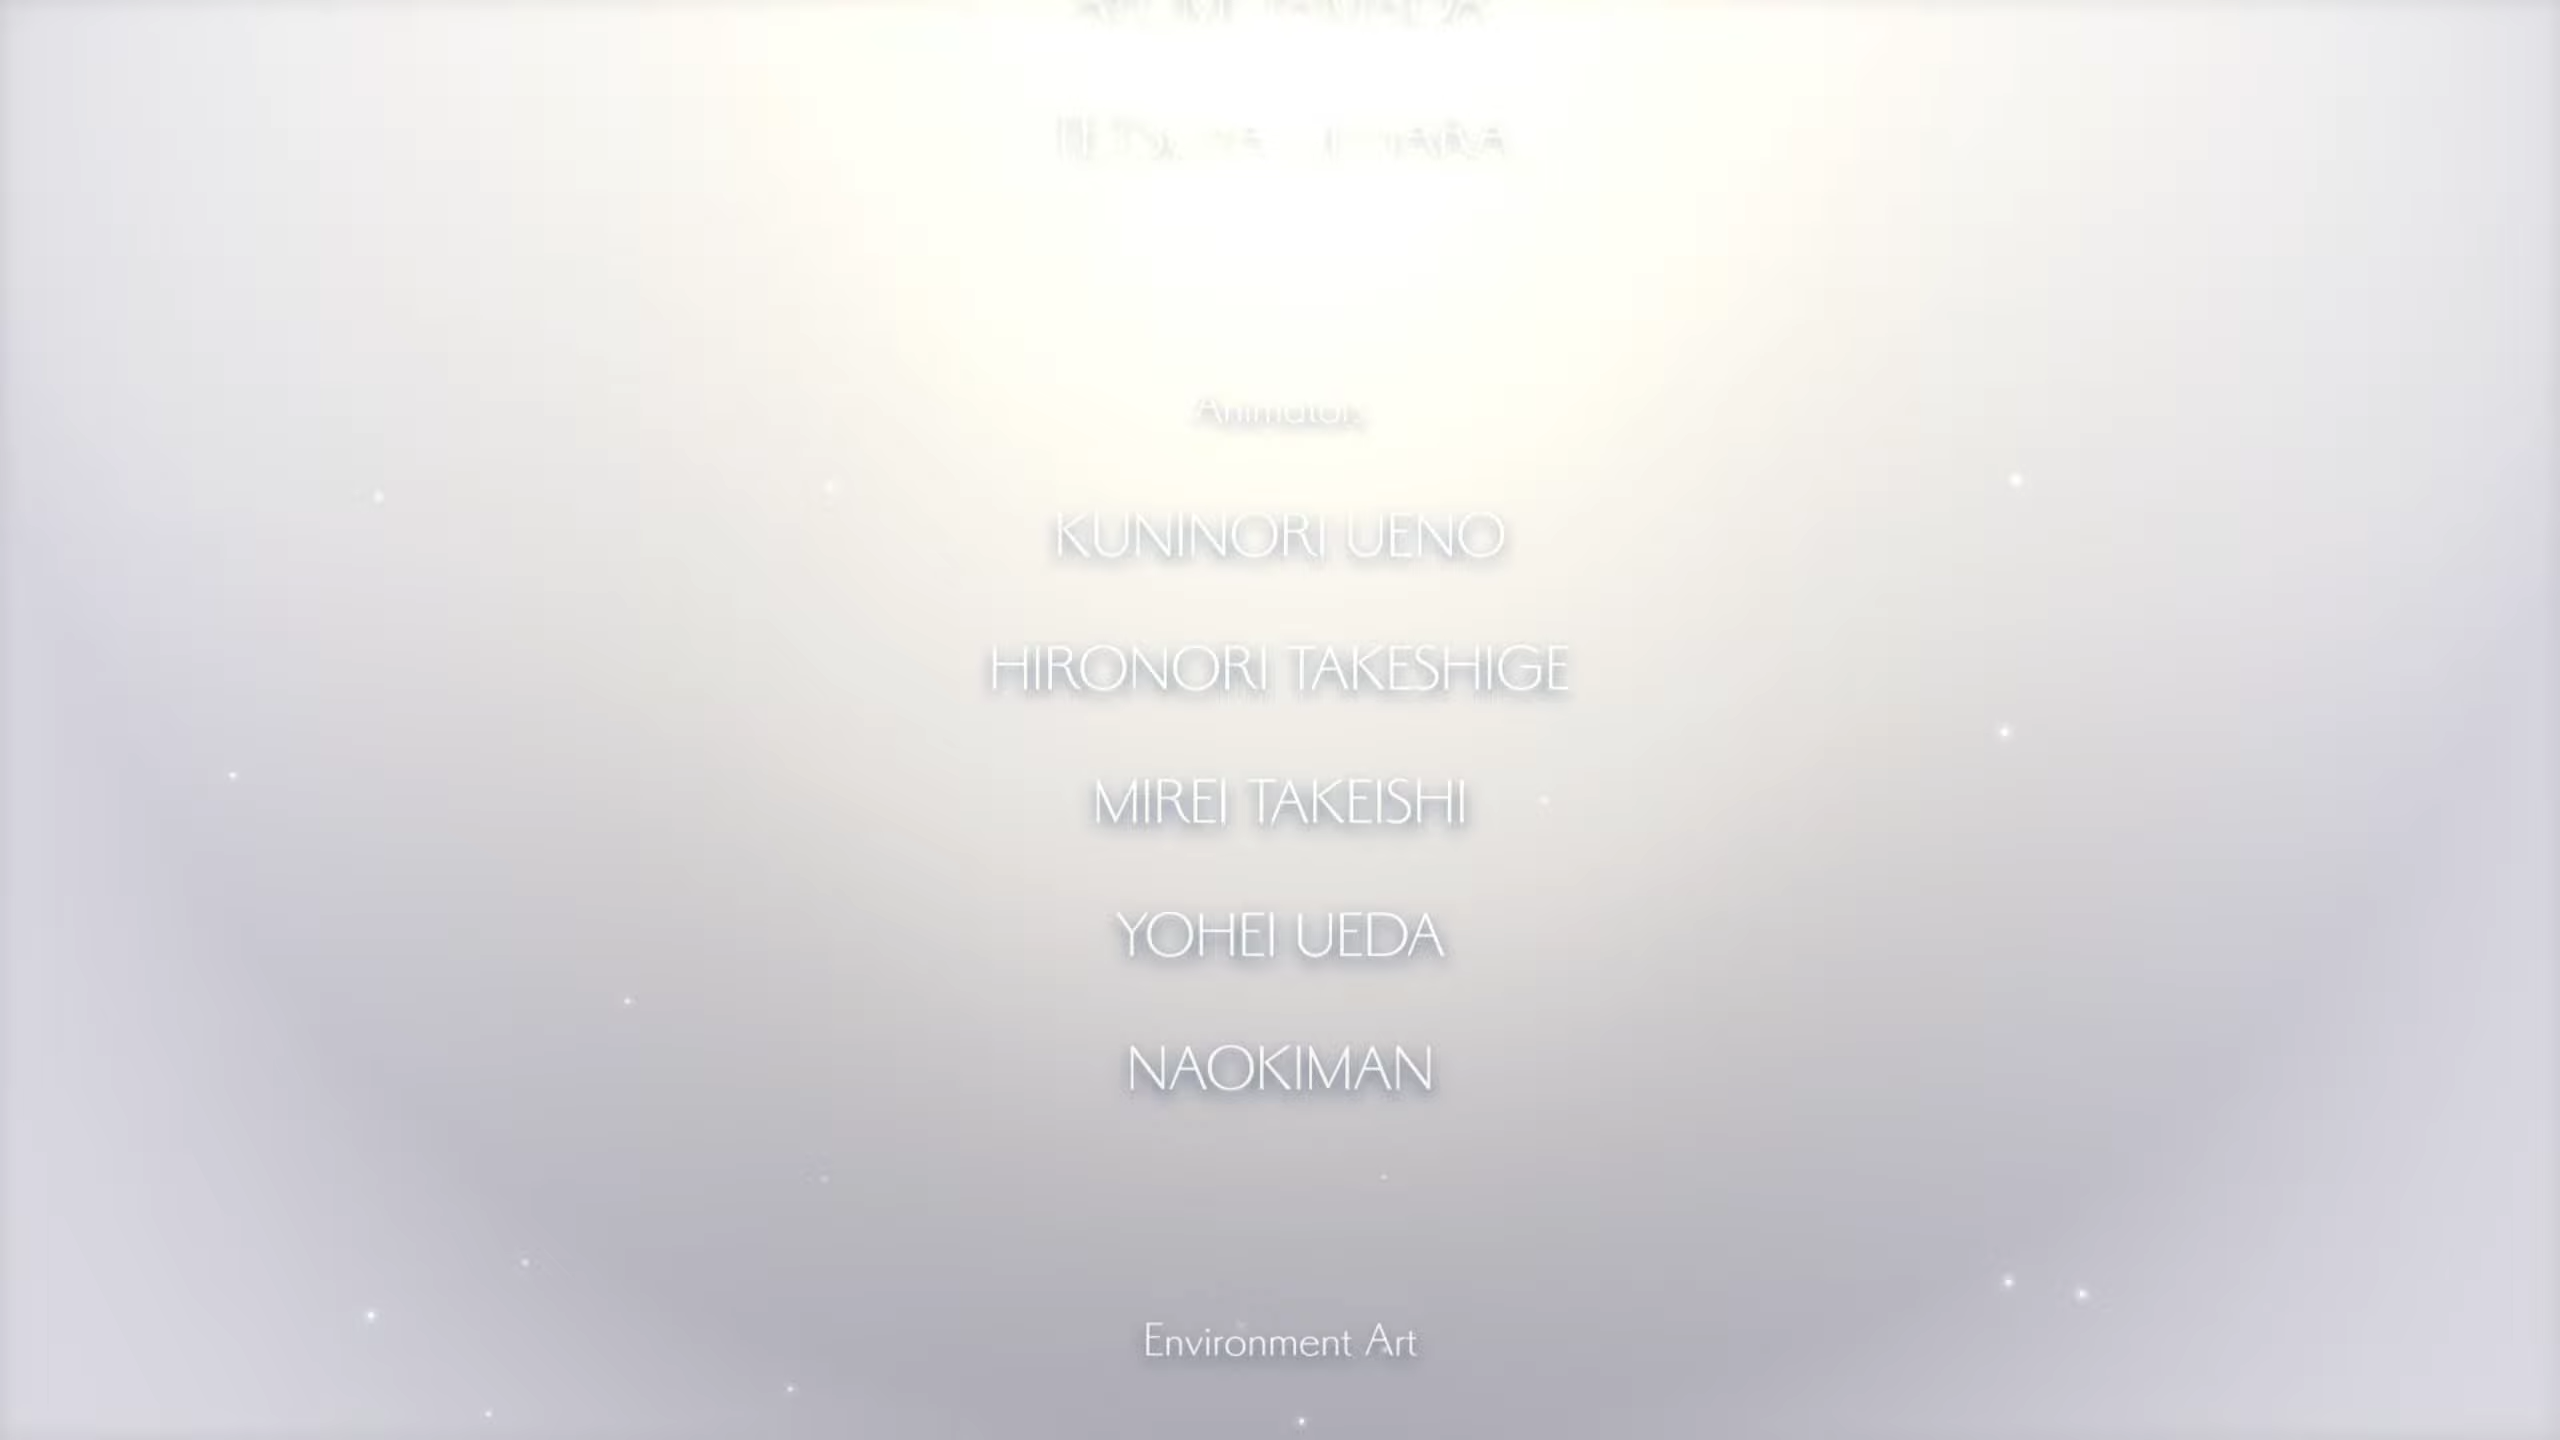 Animator
KUNINORI UENO
HIRONORI TAKESHIGE
MIREI TAKEISHI
YOHEI UEDA
NAOKIMAN
Environment Art